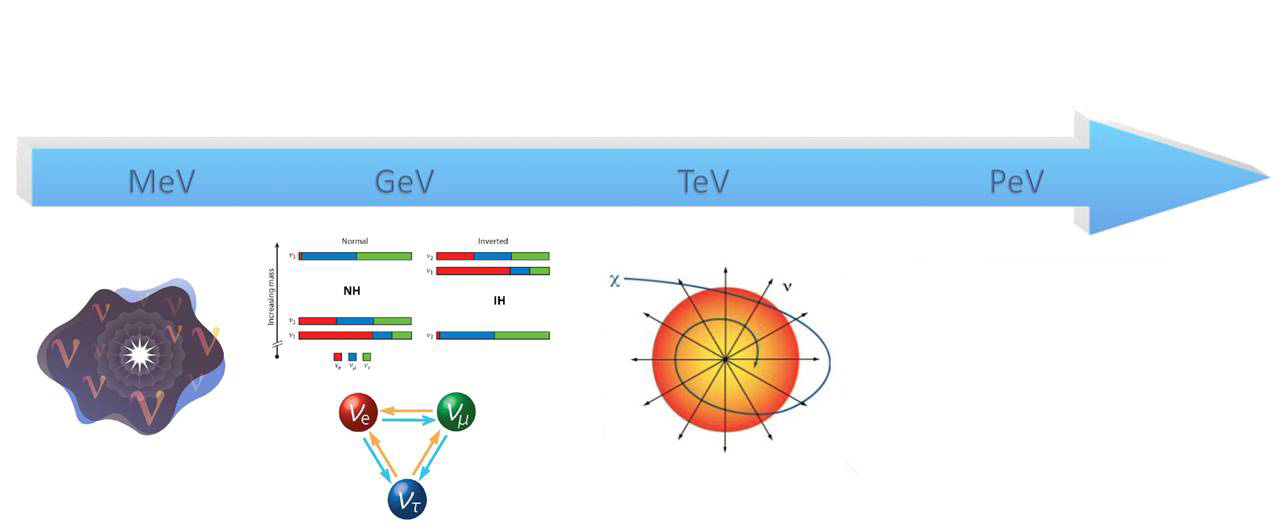 MeV GeV TeV PeV
Normal
Inverted
ν3
ν2
ν1
NH
IH
Increasing mass
ν2
ν1
ν3
νe νμ ντ
νe
νμ
ντ
χ
ν
ν
ν
ν
ν
ν
ν
ν
ν
ν